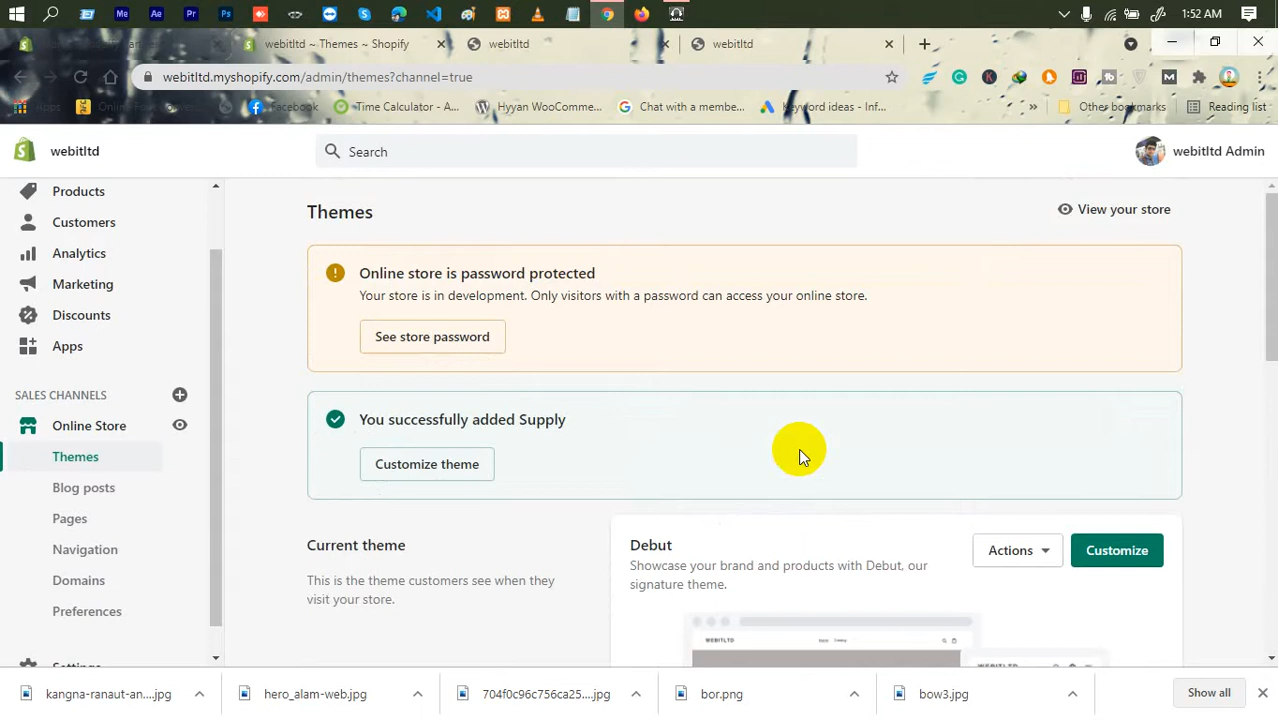 1:52 AM
webitltd ~ Themes ~ Shopify
webitltd
webitltd
webitltd.myshopify.com/admin/themes?channel=true
Apps
Facebook
Time Calculator - A...
Hyyan WooComme...
Chat with a membe...
Keyword ideas - Inf...
Other bookmarks
Reading list
webitltd
Search
webitltd Admin
Products
Customers
Analytics
Marketing
Discounts
Apps
SALES CHANNELS
Online Store
Themes
Blog posts
Pages
Navigation
Domains
Preferences
Settings
Themes
View your store
Online store is password protected
Your store is in development. Only visitors with a password can access your online store.
See store password
You successfully added Supply
Customize theme
Current theme
This is the theme customers see when they
visit your store.
Debut
Showcase your brand and products with Debut, our
signature theme.
Actions
Customize
WEBITLTD
kangna-ranaut-an....jpg
hero_alam-web.jpg
704f0c96c756ca25....jpg
bor.png
bow3.jpg
Show all